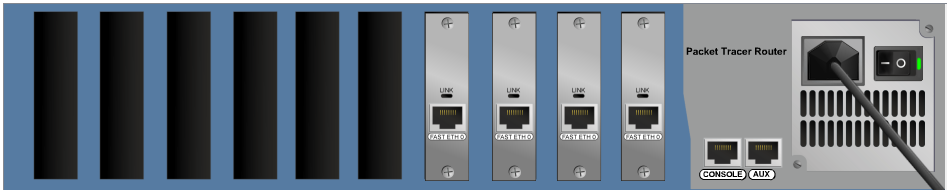 Packet Tracer Router
LINK
LINK
LINK
LINK
FAST ETH 0
FAST ETH 0
FAST ETH 0
FAST ETH 0
CONSOLE
AUX